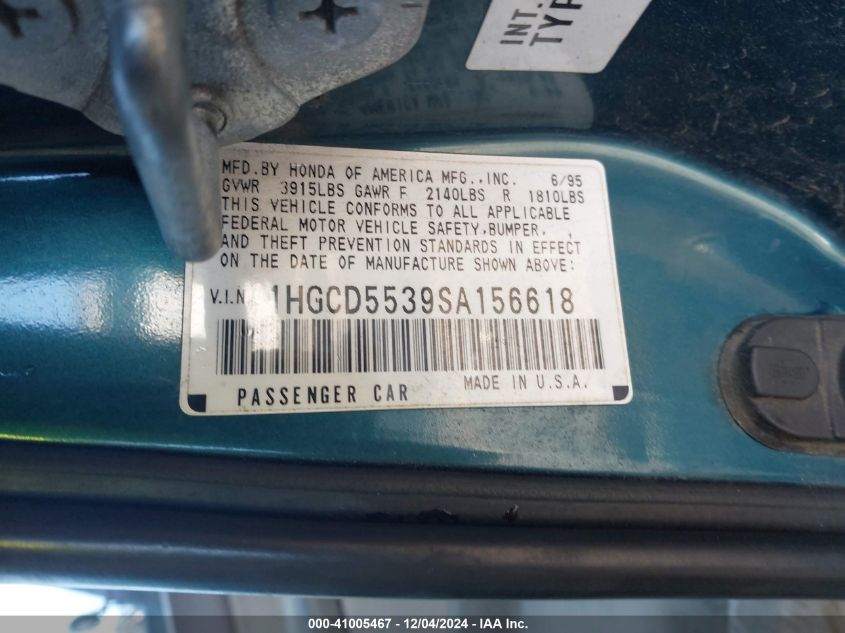 INT.
TYP
MFD.BY HONDA OF AMERICA MFG.,INC. 6/95
GVWR 3915LBS GAWR F 2140LBS R 1810LBS
THIS VEHICLE CONFORMS TO ALL APPLICABLE
FEDERAL MOTOR VEHICLE SAFETY,BUMPER,
AND THEFT PREVENTION STANDARDS IN EFFECT
ON THE DATE OF MANUFACTURE SHOWN ABOVE:
V.I.N. 1HGCD5539SA156618
PASSENGER CAR MADE IN U.S.A.
000-41005467 - 12/04/2024 - IAA Inc.